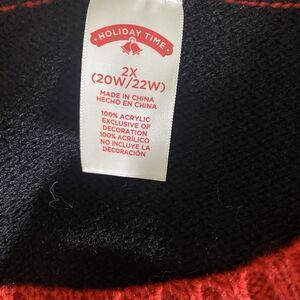 HOLIDAY TIME
2X
(20W/22W)
MADE IN CHINA
HECHO EN CHINA
100% ACRYLIC
EXCLUSIVE OF
DECORATION
100% ACRÍLICO
NO INCLUYE LA
DECORACIÓN